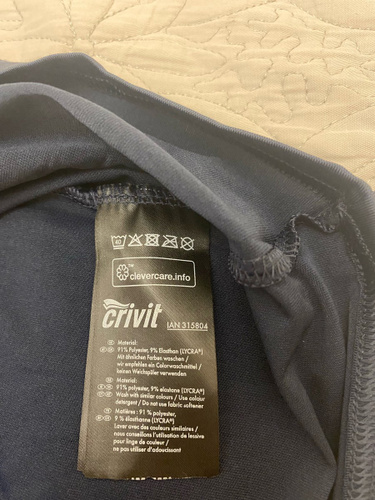 40
clevercare.info
crivit
IAN 315804
Material:
91% Polyester, 9% Elasthan (LYCRA®)
Mit ähnlichen Farben waschen/
wir empfehlen ein Colorwaschmittel/
keinen Weichspüler verwenden
Material:
91% polyester, 9% elastane (LYCRA®)
Wash with similar colours / Use colour
detergent / Do not use fabric softener
Matières : 91 % polyester,
9 % élasthanne (LYCRA®)
Laver avec des couleurs similaires /
nous conseillons l'utilisation de lessive
pour linge de couleur /
ne pas utiliser d'adoucissant